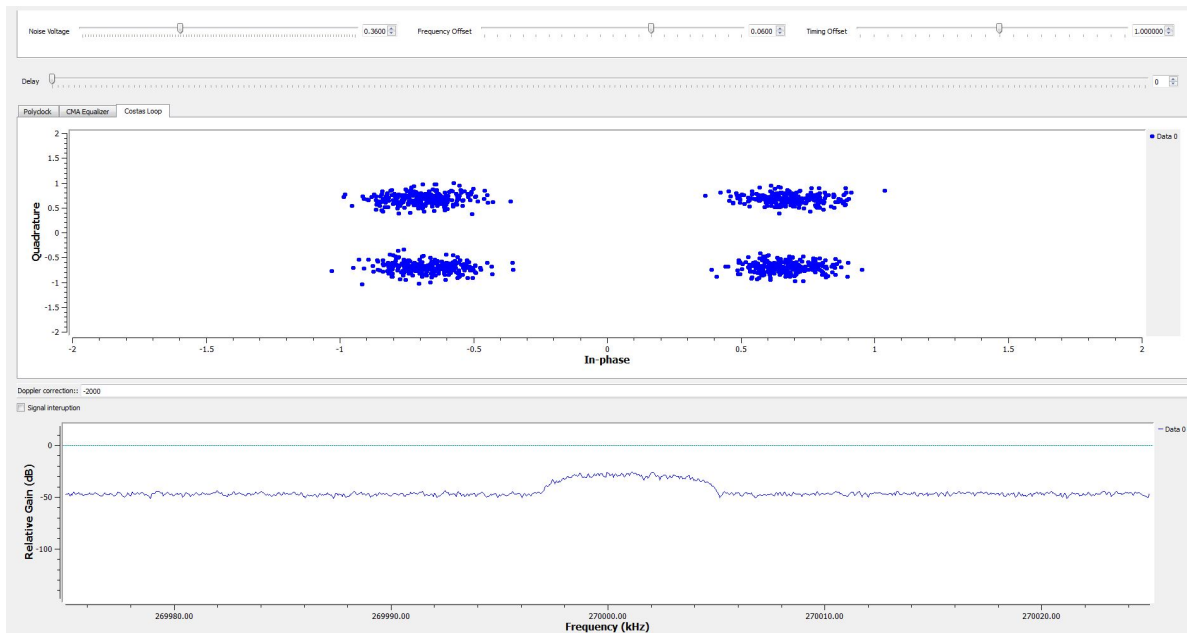 Noise Voltage 0.3600 Frequency Offset 0.0600 Timing Offset 1.000000
Delay 0
Polyclock CMA Equalizer Costas Loop
2
1.5
1
0.5
0
-0.5
-1
-1.5
-2
Quadrature
Data 0
-2 -1.5 -1 -0.5 0 0.5 1 1.5 2
In-phase
Doppler correction:: -2000
Signal interuption
0
-50
-100
Relative Gain (dB)
Data 0
269980.00 269990.00 270000.00 270010.00 270020.00
Frequency (kHz)